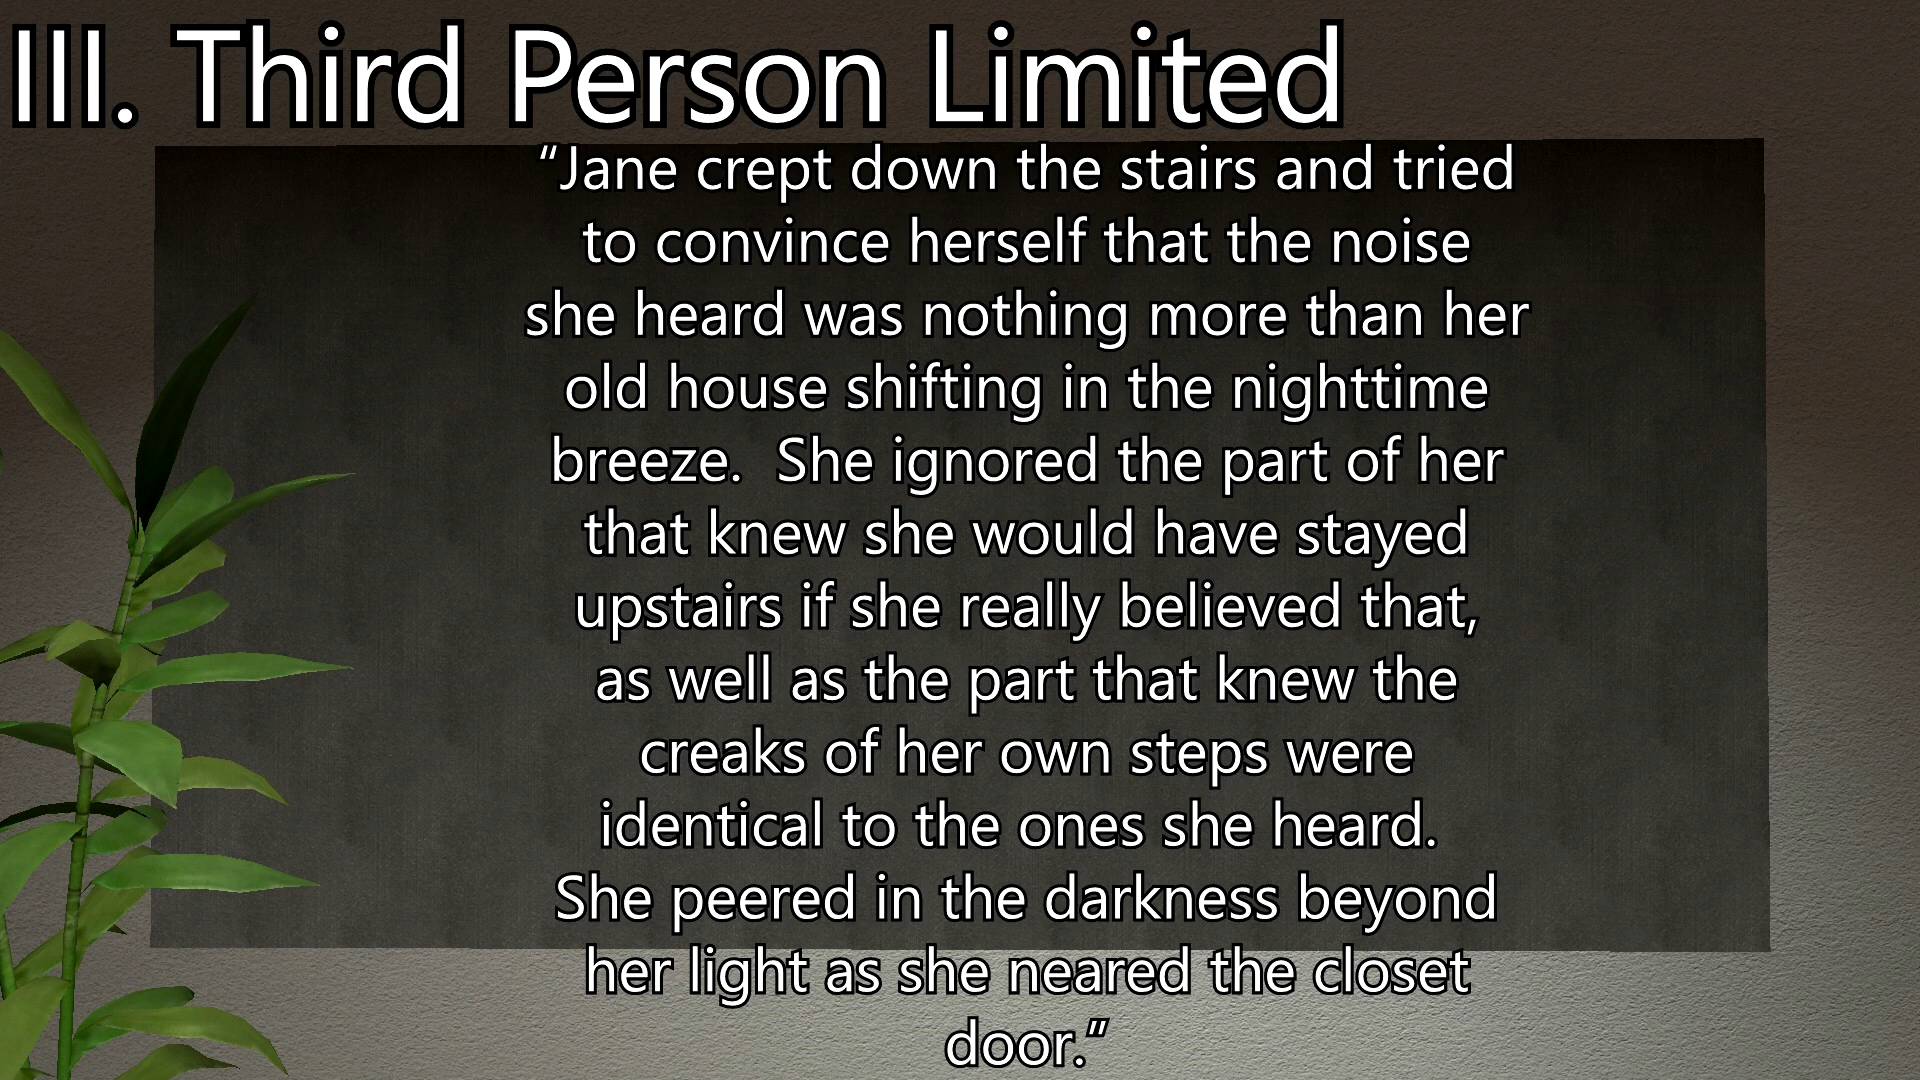 III. Third Person Limited
“Jane crept down the stairs and tried
to convince herself that the noise
she heard was nothing more than her
old house shifting in the nighttime
breeze.  She ignored the part of her
that knew she would have stayed
upstairs if she really believed that,
as well as the part that knew the
creaks of her own steps were
identical to the ones she heard.
She peered in the darkness beyond
her light as she neared the closet
door.”